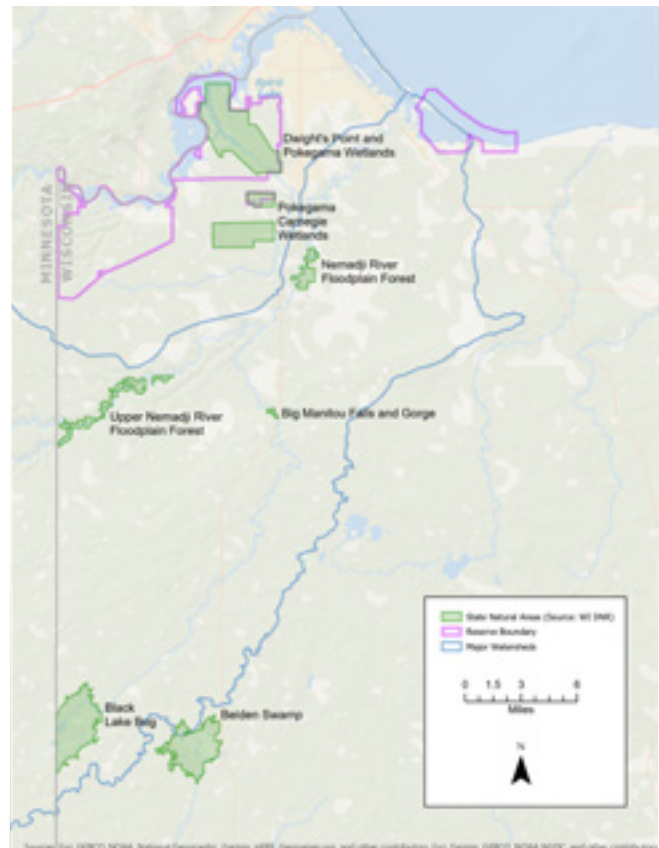 Dwight's Point and
Pokegama Wetlands
Pokegama
Carnegie
Wetlands
Nemadji River
Floodplain Forest
MINNESOTA
WISCONSIN
Upper Nemadji River
Floodplain Forest
Big Manitou Falls and Gorge
Black
Lake Bog
Belden Swamp
State Natural Areas (Source: WI DNR)
Reserve Boundary
Major Watersheds
0 1.5 3 6
Miles
N